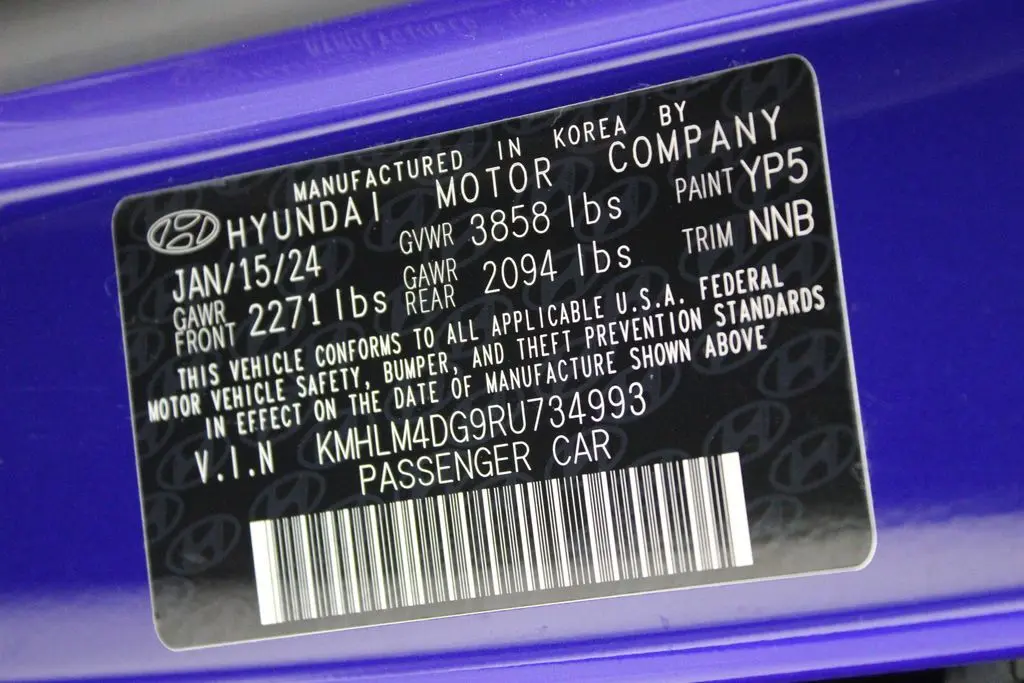 MANUFACTURED IN KOREA BY
HYUNDAI MOTOR COMPANY
JAN/15/24 GVWR 3858 lbs PAINT YP5
GAWR FRONT 2271 lbs GAWR REAR 2094 lbs TRIM NNB
THIS VEHICLE CONFORMS TO ALL APPLICABLE U.S.A. FEDERAL
MOTOR VEHICLE SAFETY, BUMPER, AND THEFT PREVENTION STANDARDS
IN EFFECT ON THE DATE OF MANUFACTURE SHOWN ABOVE
V.I.N KMHLM4DG9RU734993
PASSENGER CAR